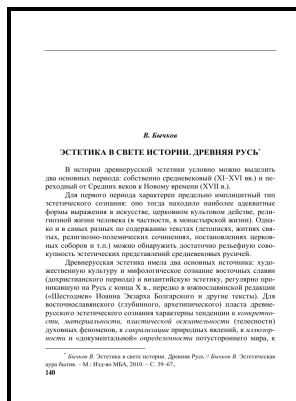 В. Бычков
ЭСТЕТИКА В СВЕТЕ ИСТОРИИ. ДРЕВНЯЯ РУСЬ*
В истории древнерусской эстетики условно можно выделить
два основных периода: собственно средневековый (XI–XVI вв.) и пе-
реходный от Средних веков к Новому времени (XVII в.).
Для первого периода характерен предельно имплицитный тип
эстетического сознания: оно тогда находило наиболее адекватные
формы выражения в искусстве, церковном культовом действе, рели-
гиозной жизни человека (в частности, в монастырской жизни). Одна-
ко и в самых разных по содержанию текстах (летописях, житиях свя-
тых, религиозно-полемических сочинениях, постановлениях церков-
ных соборов и т.п.) можно обнаружить достаточно рельефную сово-
купность эстетических представлений средневековых русичей.
Древнерусская эстетика имела два основных источника: худо-
жественную культуру и мифологическое сознание восточных славян
(дохристианского периода) и византийскую эстетику, регулярно про-
никавшую на Русь с конца X в., нередко в южнославянской редакции
(«Шестоднев» Иоанна Экзарха Болгарского и другие тексты). Для
восточнославянского (глубинного, архетипического) пласта древне-
русского эстетического сознания характерны тенденции к конкретно-
сти, материальности, пластической осязательности (телесности)
духовных феноменов, к сакрализации природных явлений, к иллюзор-
ности и «документальной» определенности потустороннего мира, к
* Бычков В. Эстетика в свете истории. Древняя Русь // Бычков В. Эстетическая
аура бытия. – М.: Изд-во МБА, 2010. – С. 39–67.
140